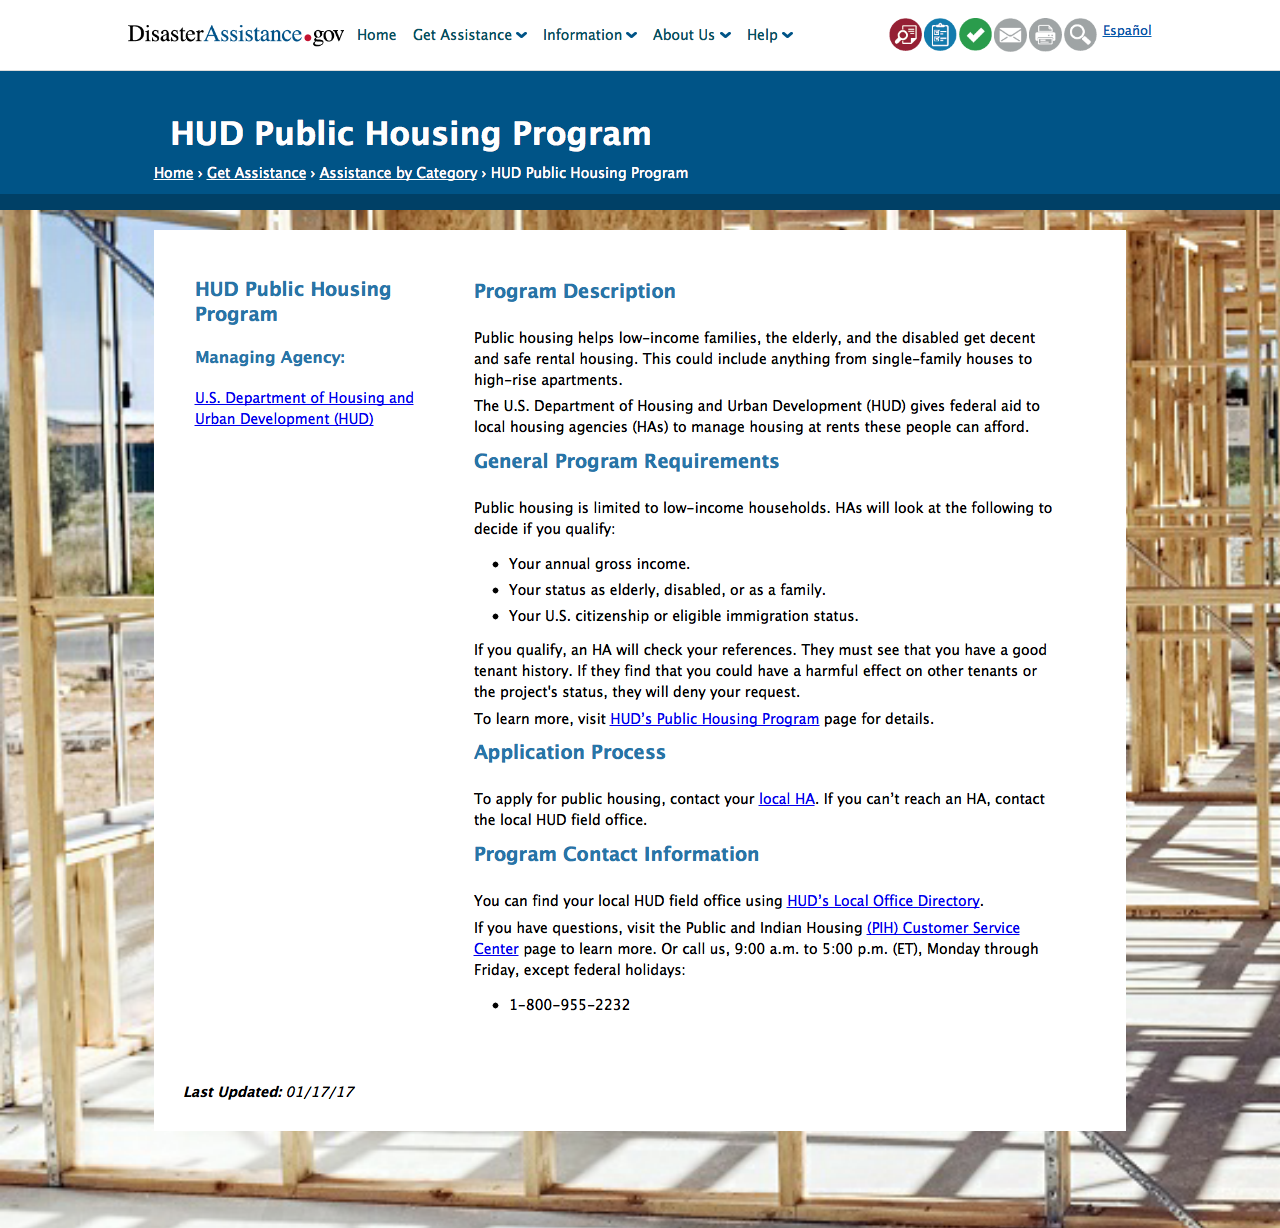 DisasterAssistance.gov Home Get Assistance Information About Us Help Español
HUD Public Housing Program
Home › Get Assistance › Assistance by Category › HUD Public Housing Program
HUD Public Housing
Program
Managing Agency:
U.S. Department of Housing and
Urban Development (HUD)
Program Description
Public housing helps low-income families, the elderly, and the disabled get decent
and safe rental housing. This could include anything from single-family houses to
high-rise apartments.
The U.S. Department of Housing and Urban Development (HUD) gives federal aid to
local housing agencies (HAs) to manage housing at rents these people can afford.
General Program Requirements
Public housing is limited to low-income households. HAs will look at the following to
decide if you qualify:
• Your annual gross income.
• Your status as elderly, disabled, or as a family.
• Your U.S. citizenship or eligible immigration status.
If you qualify, an HA will check your references. They must see that you have a good
tenant history. If they find that you could have a harmful effect on other tenants or
the project's status, they will deny your request.
To learn more, visit HUD’s Public Housing Program page for details.
Application Process
To apply for public housing, contact your local HA. If you can’t reach an HA, contact
the local HUD field office.
Program Contact Information
You can find your local HUD field office using HUD’s Local Office Directory.
If you have questions, visit the Public and Indian Housing (PIH) Customer Service
Center page to learn more. Or call us, 9:00 a.m. to 5:00 p.m. (ET), Monday through
Friday, except federal holidays:
• 1-800-955-2232
Last Updated: 01/17/17